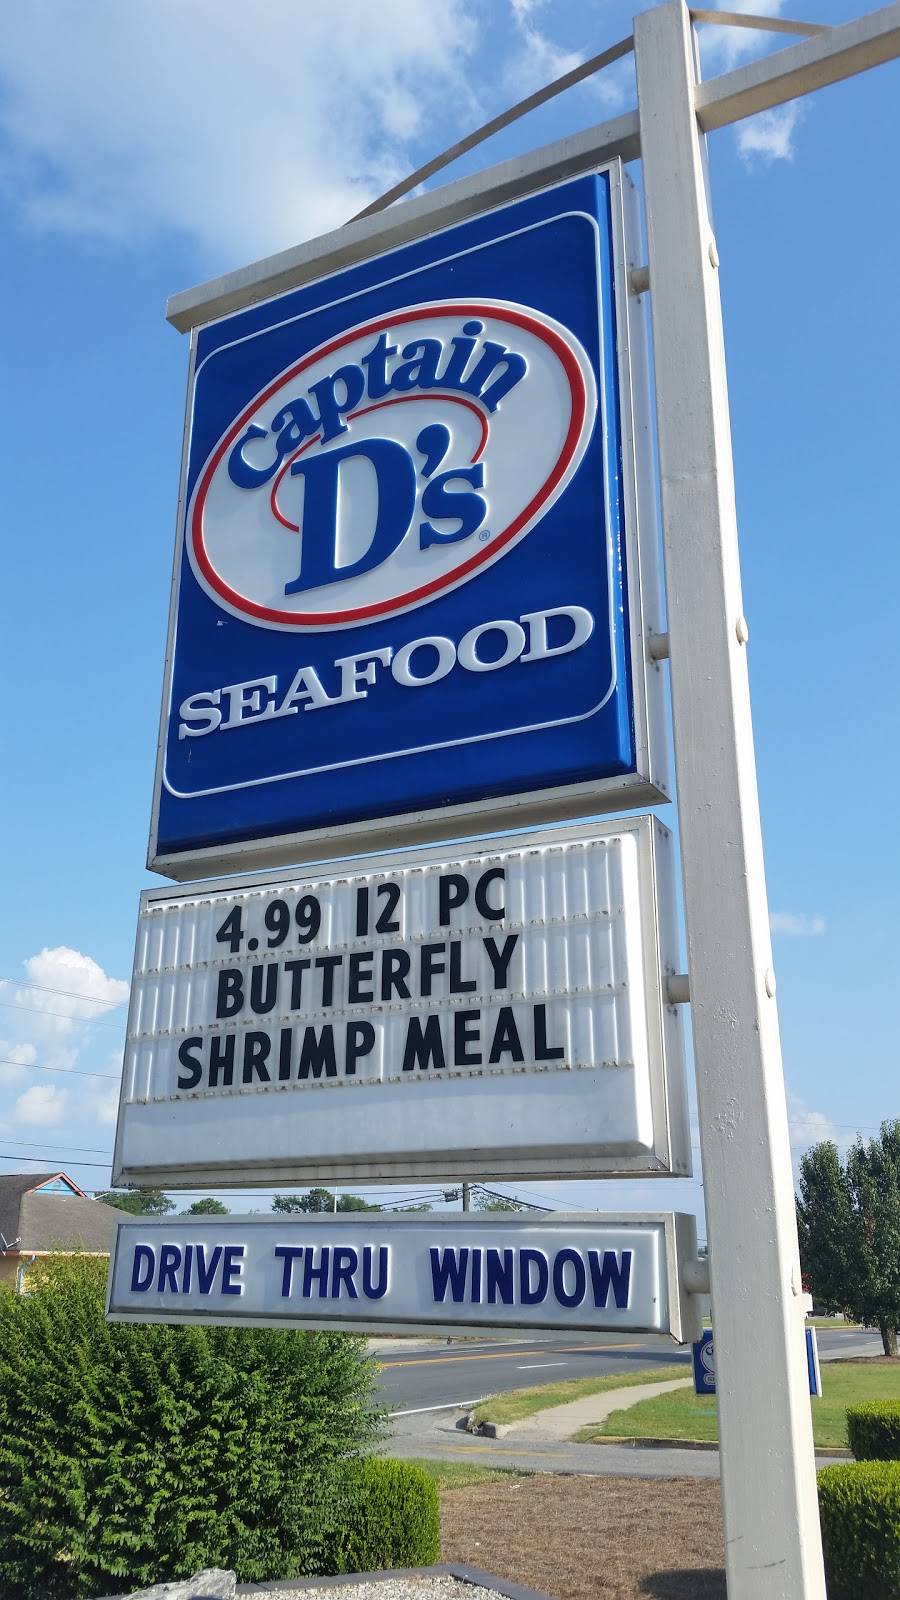 Captain
D's®
SEAFOOD
4.99 12 PC
BUTTERFLY
SHRIMP MEAL
DRIVE THRU WINDOW